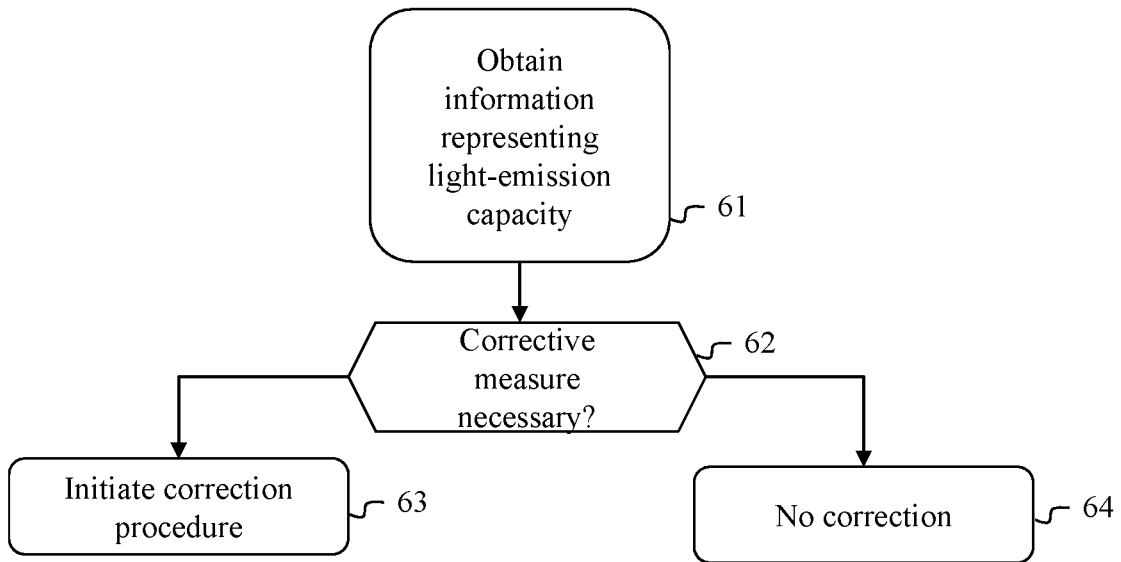 Obtain
information
representing
light-emission
capacity
61
Corrective
measure
necessary?
62
Initiate correction
procedure
63
No correction
64